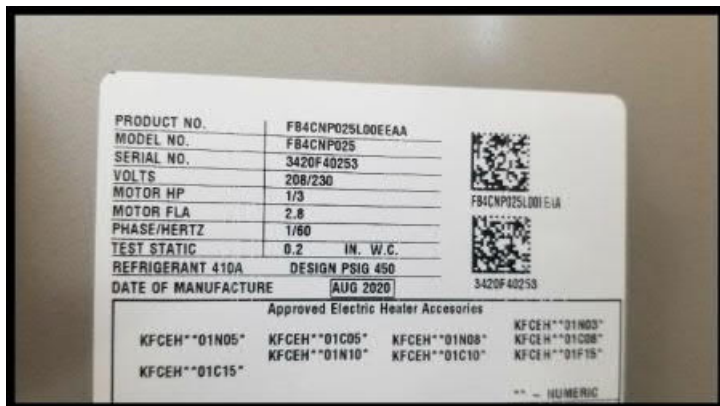 PRODUCT NO. FB4CNP025L00EEAA
MODEL NO. FB4CNP025
SERIAL NO. 3420F40253
VOLTS 208/230
MOTOR HP 1/3
MOTOR FLA 2.8
PHASE/HERTZ 1/60
TEST STATIC 0.2 IN. W.C.
REFRIGERANT 410A DESIGN PSIG 450
DATE OF MANUFACTURE AUG 2020
FB4CNP025L00EEAA
3420F40253
Approved Electric Heater Accesories
KFCEH**01N03*
KFCEH**01N05* KFCEH**01C05* KFCEH**01N08* KFCEH**01C08*
KFCEH**01N10* KFCEH**01C10* KFCEH**01F15*
KFCEH**01C15*
** - NUMERIC